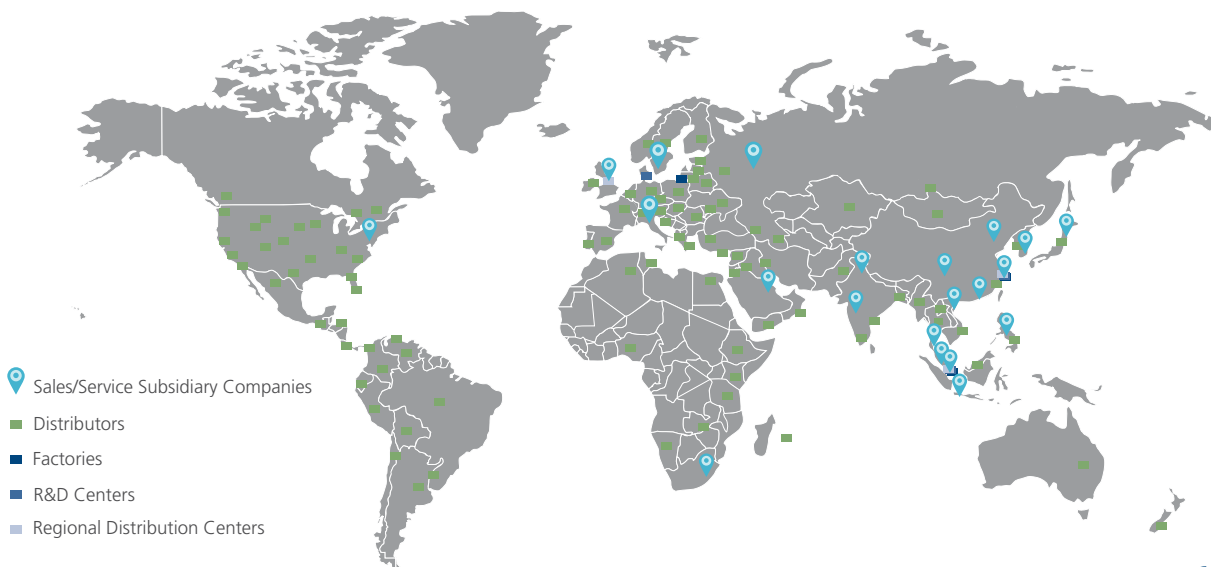 Sales/Service Subsidiary Companies
Distributors
Factories
R&D Centers
Regional Distribution Centers